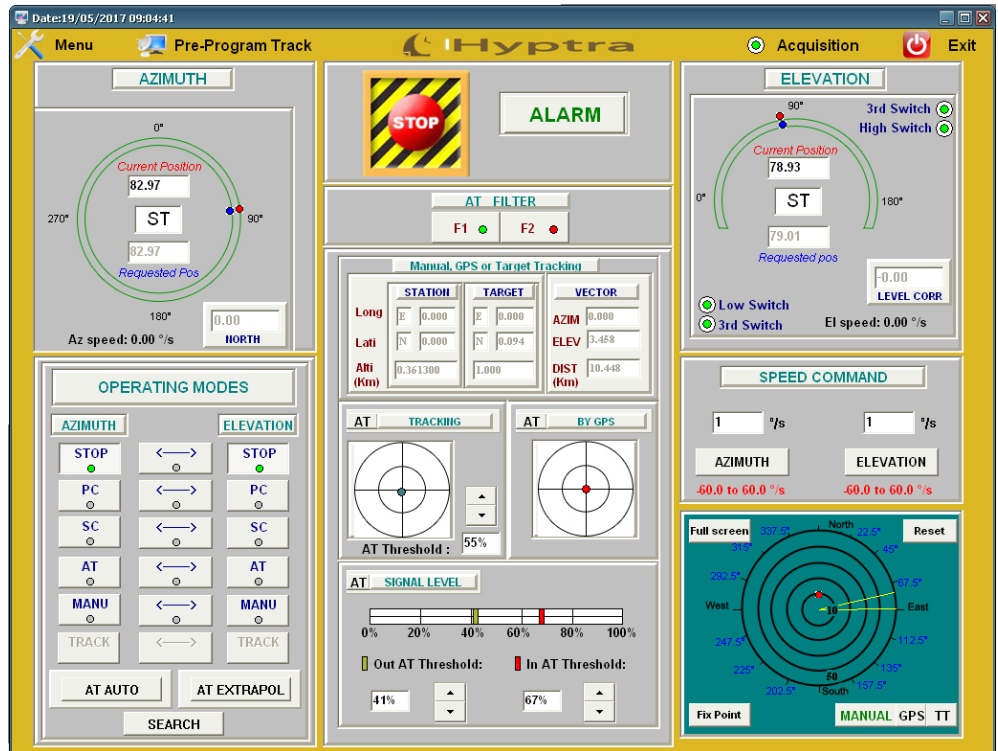 Date:19/05/2017 09:04:41
Menu Pre-Program Track Hyptra Acquisition Exit
AZIMUTH
0°
Current Position
82.97
270° ST 90°
82.97
Requested Pos
180°
0.00
Az speed: 0.00 °/s NORTH
STOP
ALARM
AT FILTER
F1 F2
ELEVATION
90° 3rd Switch
High Switch
Current Position
78.93
0° ST 180°
79.01
Requested pos
-0.00
LEVEL CORR
Low Switch
3rd Switch El speed: 0.00 °/s
Manual, GPS or Target Tracking
STATION TARGET VECTOR
Long E 0.000 E 0.000 AZIM 0.000
Lati N 0.000 N 0.094 ELEV 3.458
Alti 0.361300 1.000 DIST 10.448
(Km) (Km)
OPERATING MODES
AZIMUTH ELEVATION
STOP <—> STOP
PC <—> PC
SC <—> SC
AT <—> AT
MANU <—> MANU
TRACK <—> TRACK
AT AUTO AT EXTRAPOL
SEARCH
AT TRACKING
AT Threshold : 55%
AT BY GPS
AT SIGNAL LEVEL
0% 20% 40% 60% 80% 100%
Out AT Threshold: In AT Threshold:
41% 67%
SPEED COMMAND
1 °/s 1 °/s
AZIMUTH ELEVATION
-60.0 to 60.0 °/s -60.0 to 60.0 °/s
Full screen 337.5° North 22.5° Reset
315° 45°
292.5° 67.5°
West 10 East
247.5° 112.5°
225° 135°
50
202.5° South 157.5°
Fix Point MANUAL GPS TT